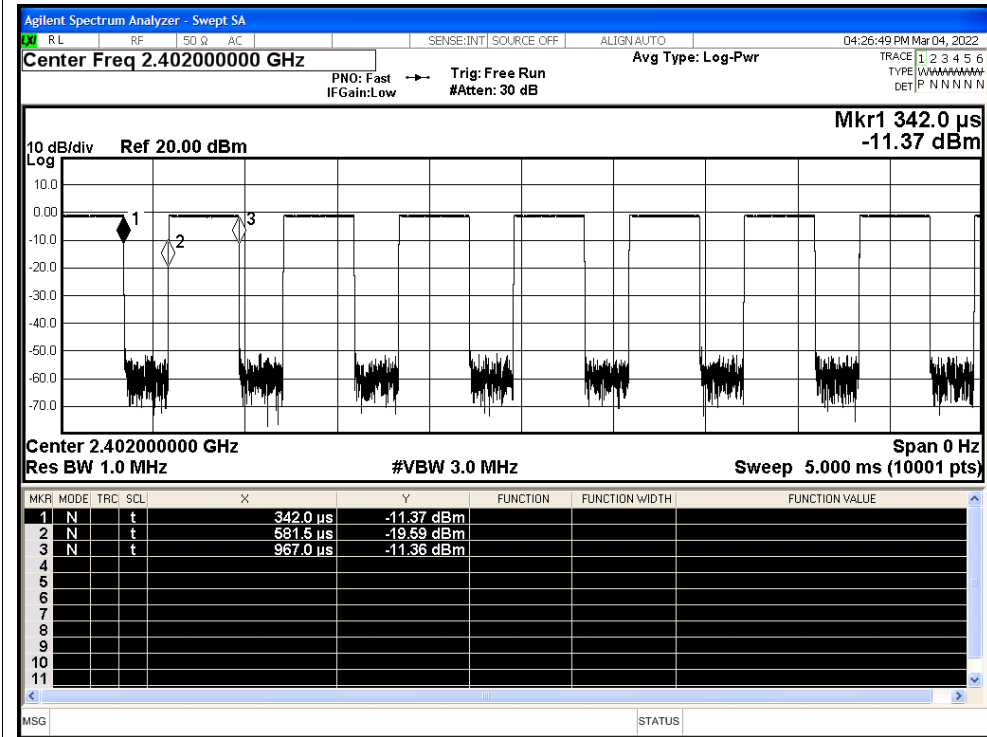 Agilent Spectrum Analyzer - Swept SA
LXI RL RF 50 Ω AC SENSE:INT SOURCE OFF ALIGN AUTO 04:26:49 PM Mar 04, 2022
Center Freq 2.402000000 GHz Avg Type: Log-Pwr TRACE 1 2 3 4 5 6
PNO: Fast Trig: Free Run TYPE
IFGain:Low #Atten: 30 dB DET P N N N N N
Mkr1 342.0 µs
10 dB/div Ref 20.00 dBm -11.37 dBm
Log
10.0
0.00
1 3
-10.0
2
-20.0
-30.0
-40.0
-50.0
-60.0
-70.0
Center 2.402000000 GHz Span 0 Hz
Res BW 1.0 MHz #VBW 3.0 MHz Sweep 5.000 ms (10001 pts)
MKR MODE TRC SCL X Y FUNCTION FUNCTION WIDTH FUNCTION VALUE
1 N t 342.0 µs -11.37 dBm
2 N t 581.5 µs -19.59 dBm
3 N t 967.0 µs -11.36 dBm
4
5
6
7
8
9
10
11
MSG STATUS